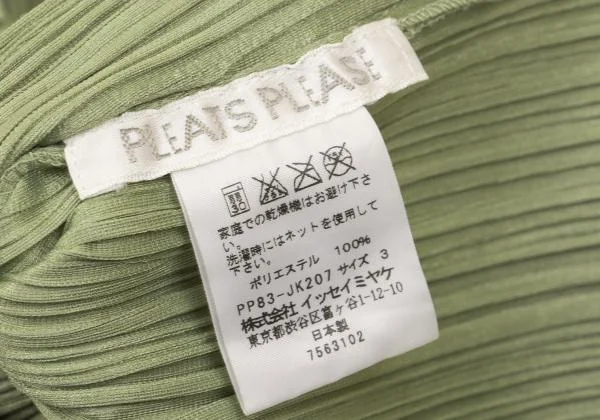 PLEATS PLEASE
弱
30
家庭での乾燥機はお避け下さ
い。
洗濯時にはネットを使用して
下さい。
ポリエステル 100%
PP83-JK207 サイズ 3
株式会社 イッセイミヤケ
東京都渋谷区富ヶ谷1-12-10
日本製
7563102